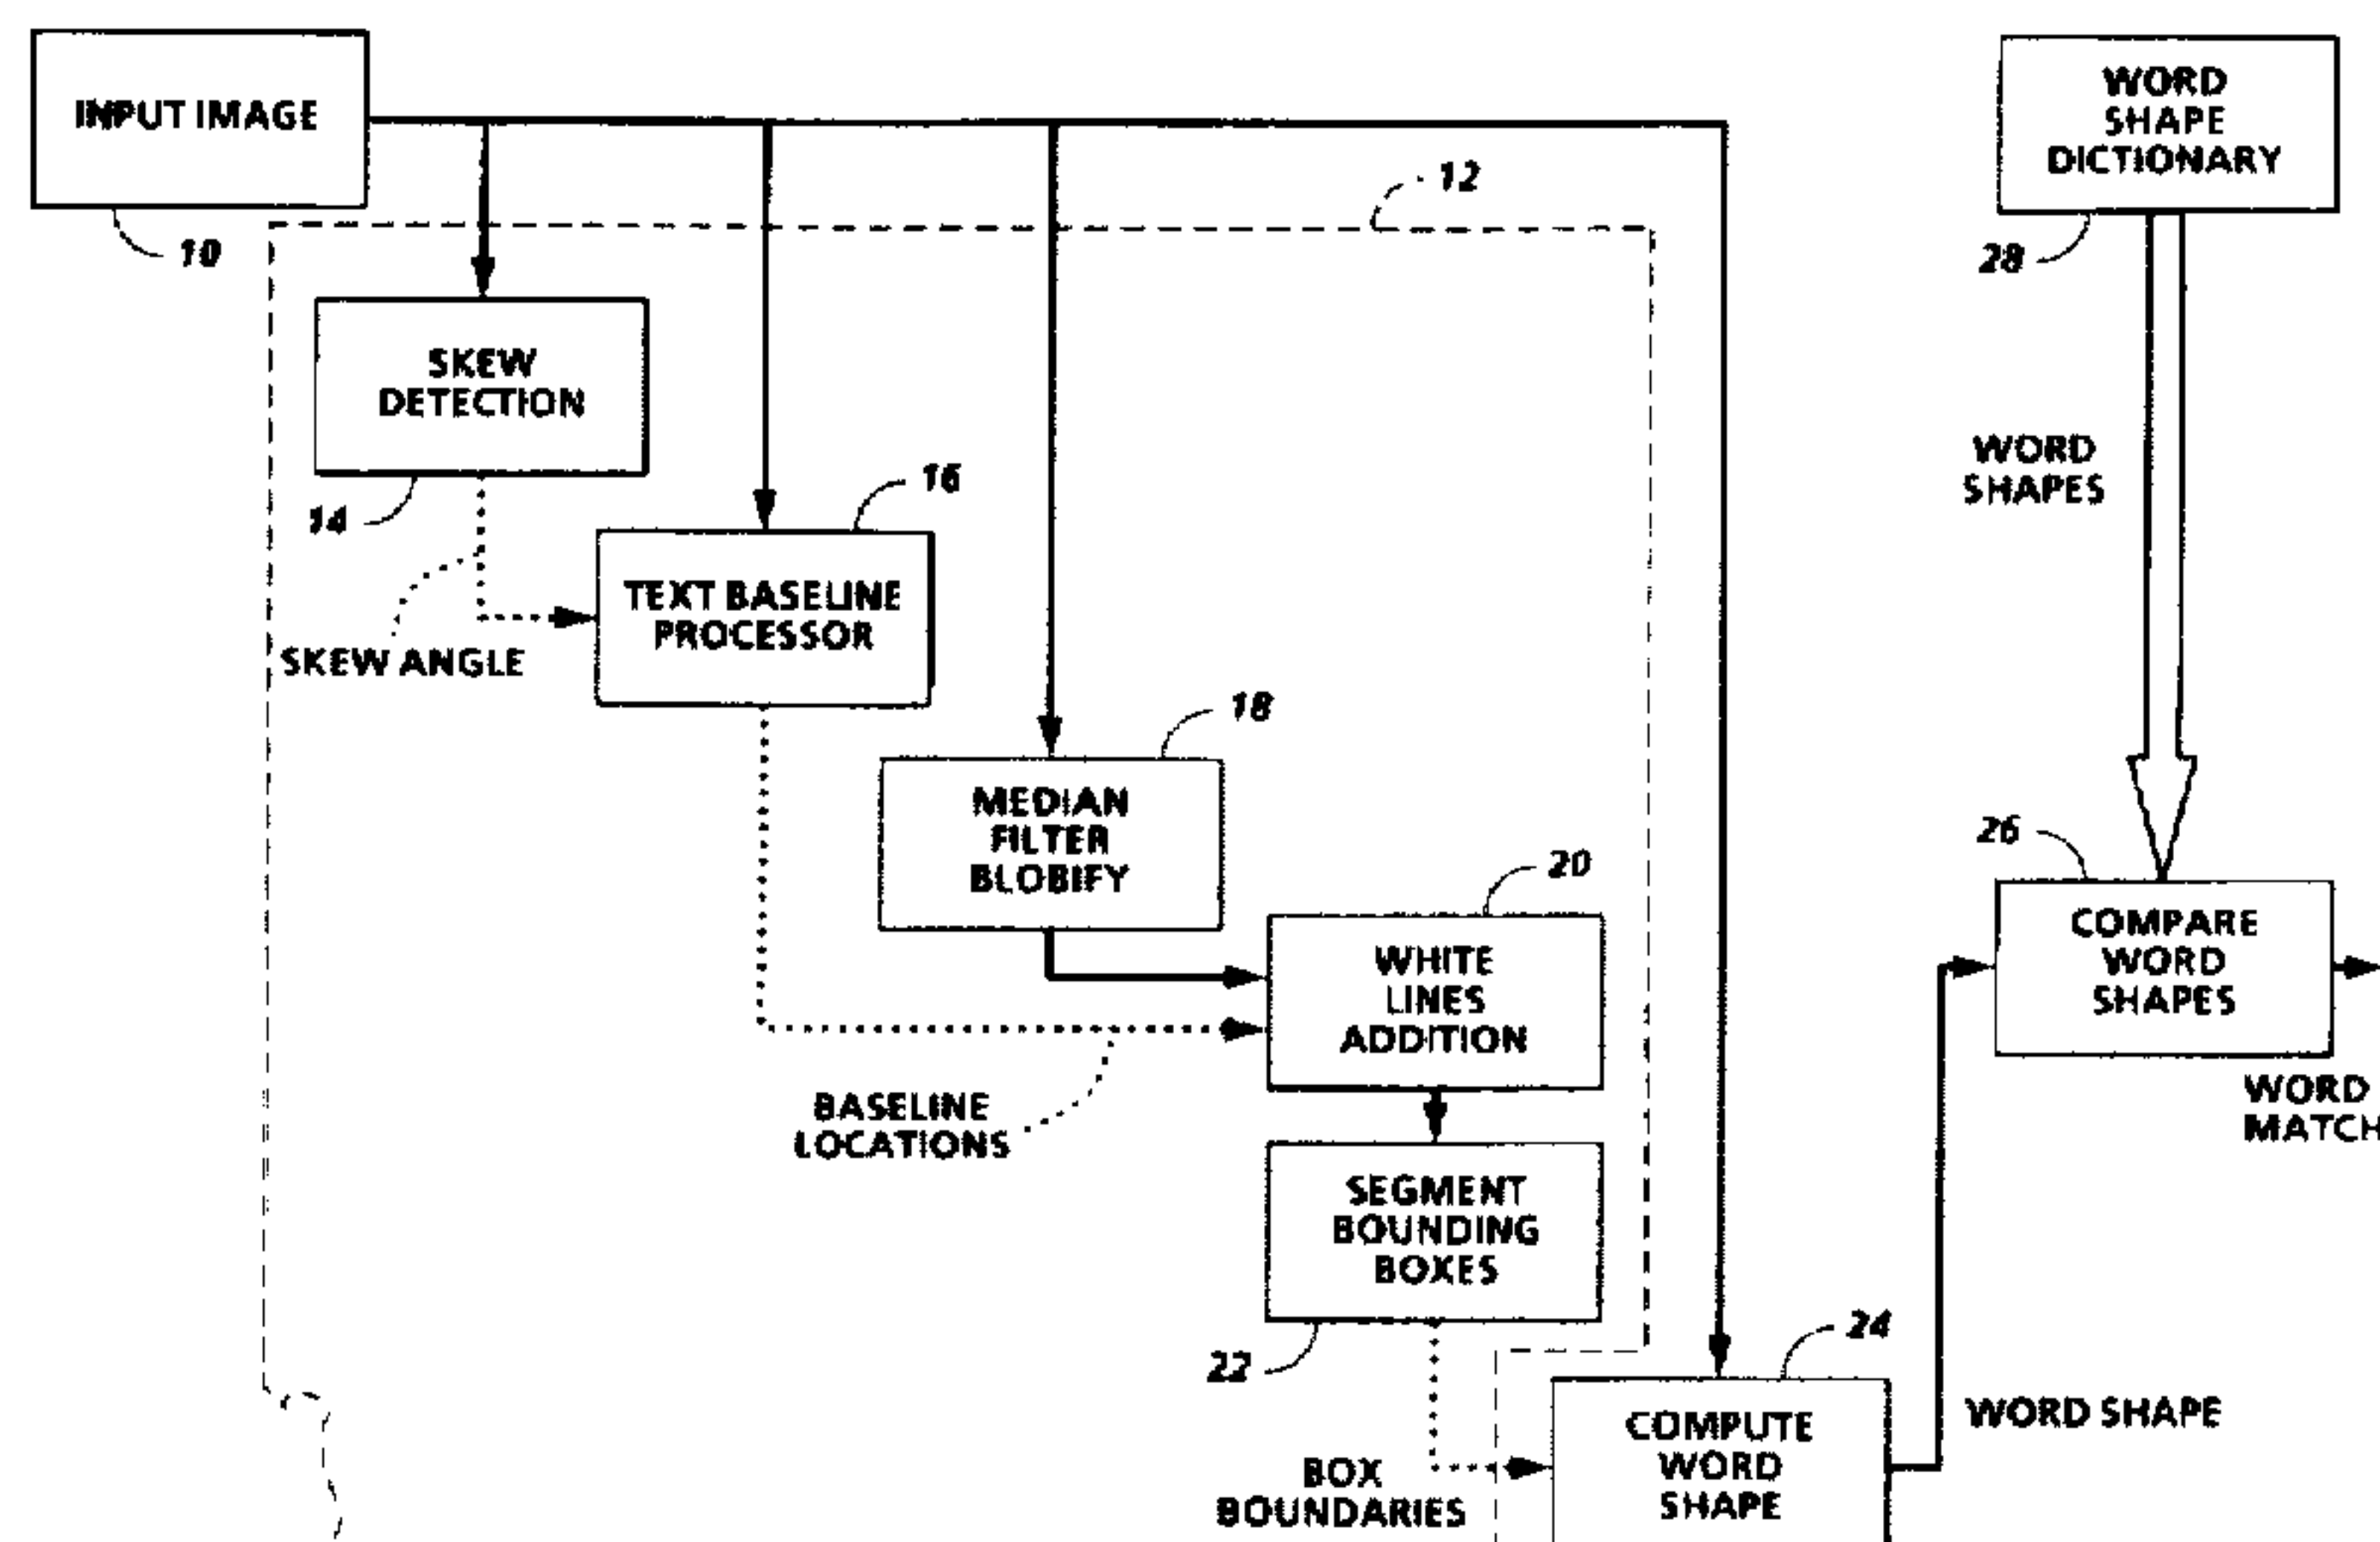 INPUT IMAGE
10
12
WORD
SHAPE
DICTIONARY
28
SKEW
DETECTION
14
16
SKEW ANGLE
TEXT BASELINE
PROCESSOR
WORD
SHAPES
18
MEDIAN
FILTER
BLOBIFY
20
WHITE
LINES
ADDITION
26
COMPARE
WORD
SHAPES
WORD
MATCH
BASELINE
LOCATIONS
SEGMENT
BOUNDING
BOXES
22
24
COMPUTE
WORD
SHAPE
WORD SHAPE
BOX
BOUNDARIES